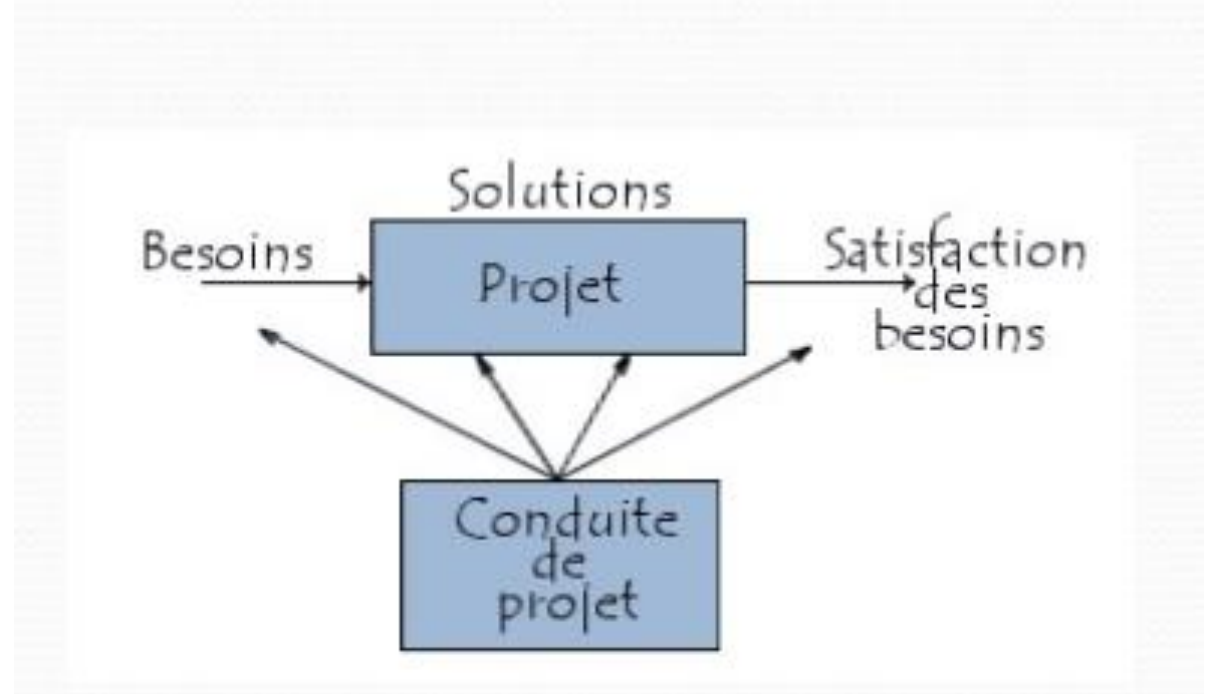 Solutions
Besoins
Projet
Satisfaction
des
besoins
Conduite
de
projet